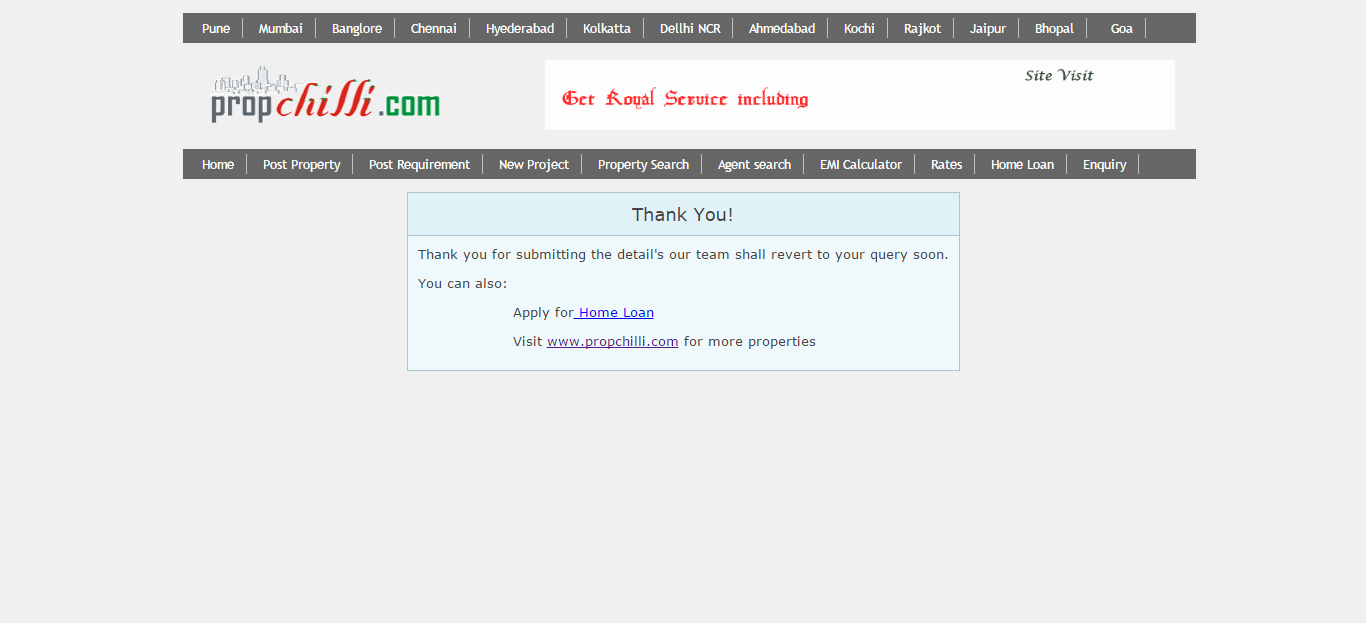 Pune Mumbai Banglore Chennai Hyederabad Kolkatta Dellhi NCR Ahmedabad Kochi Rajkot Jaipur Bhopal Goa
propchilli.com
Site Visit
Get Royal Service including
Home Post Property Post Requirement New Project Property Search Agent search EMI Calculator Rates Home Loan Enquiry
Thank You!
Thank you for submitting the detail's our team shall revert to your query soon.
You can also:
Apply for Home Loan
Visit www.propchilli.com for more properties